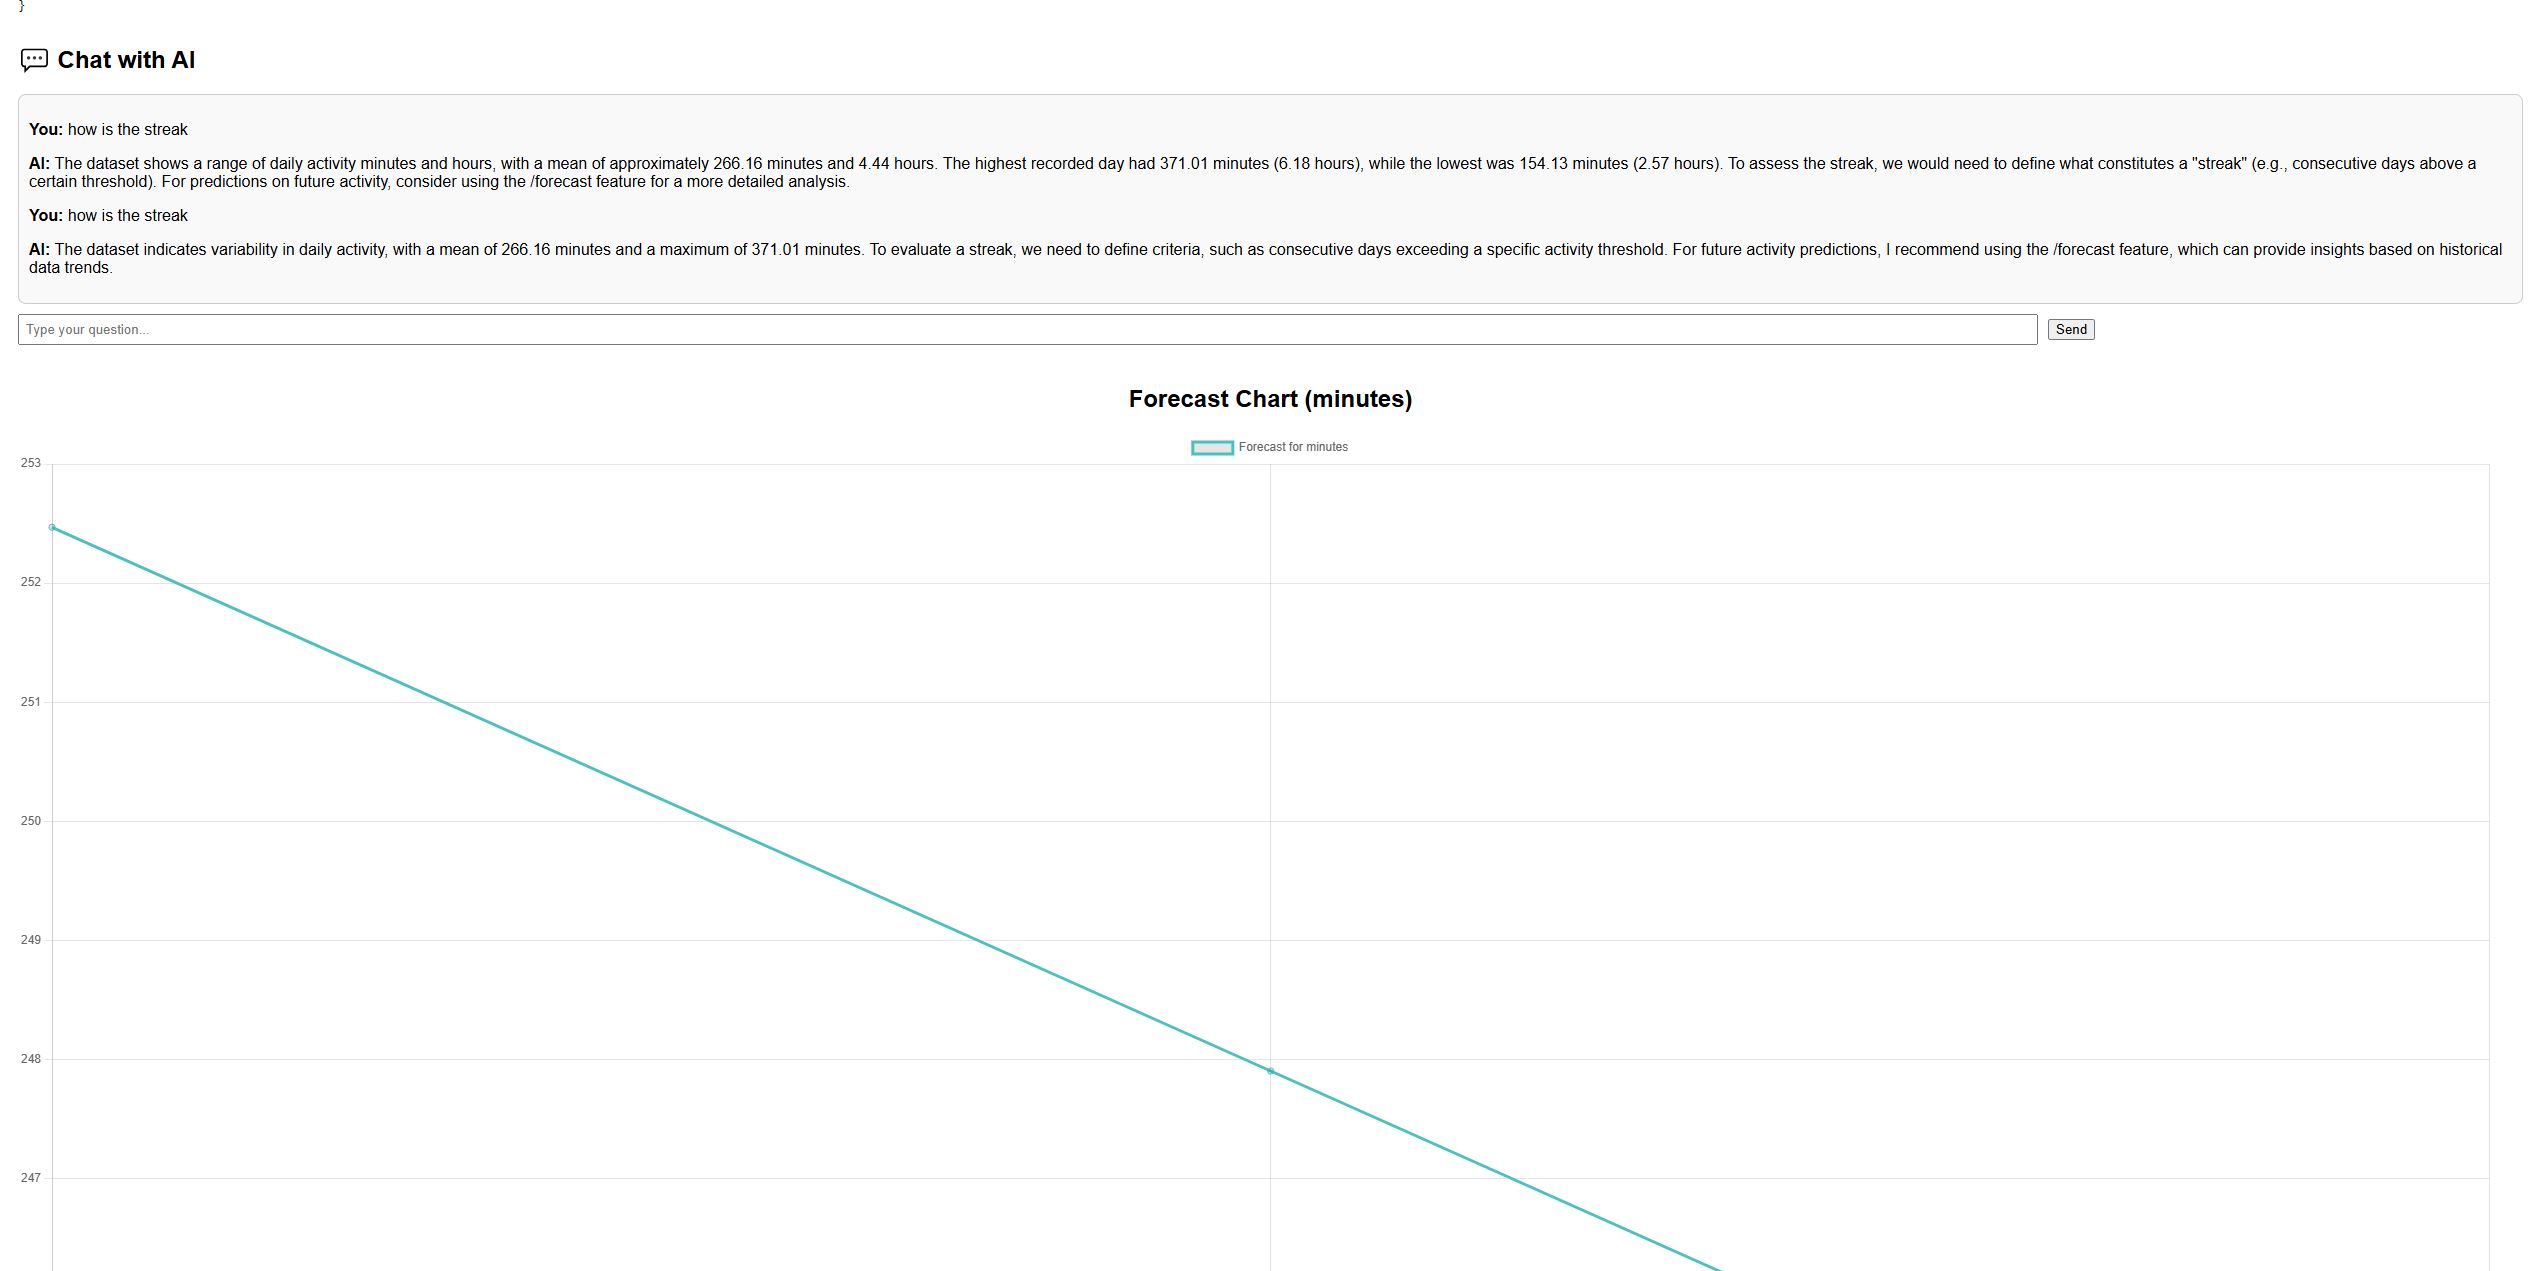 }
Chat with AI
You: how is the streak
AI: The dataset shows a range of daily activity minutes and hours, with a mean of approximately 266.16 minutes and 4.44 hours. The highest recorded day had 371.01 minutes (6.18 hours), while the lowest was 154.13 minutes (2.57 hours). To assess the streak, we would need to define what constitutes a "streak" (e.g., consecutive days above a
certain threshold). For predictions on future activity, consider using the /forecast feature for a more detailed analysis.
You: how is the streak
AI: The dataset indicates variability in daily activity, with a mean of 266.16 minutes and a maximum of 371.01 minutes. To evaluate a streak, we need to define criteria, such as consecutive days exceeding a specific activity threshold. For future activity predictions, I recommend using the /forecast feature, which can provide insights based on historical
data trends.
Type your question...
Send
Forecast Chart (minutes)
Forecast for minutes
253
252
251
250
249
248
247